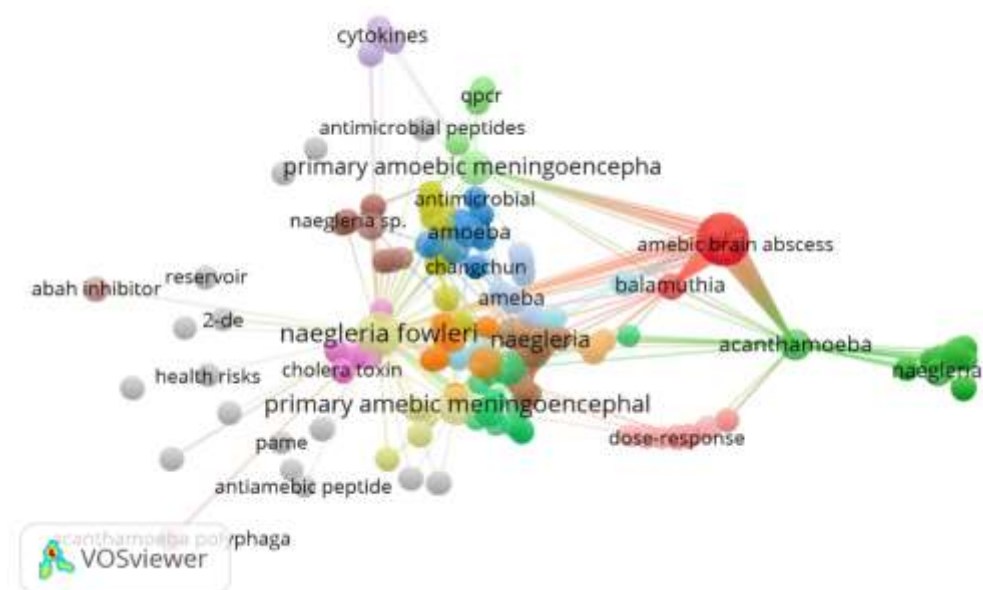 cytokines
qpcr
antimicrobial peptides
primary amoebic meningoencepha
antimicrobial
naegleria sp.
amoeba
amebic brain abscess
changchun
reservoir
abah inhibitor
balamuthia
ameba
2-de
naegleria fowleri
naegleria
acanthamoeba
cholera toxin
naegleria
health risks
primary amebic meningoencephal
dose-response
pame
antiamebic peptide
acanthamoeba polyphaga
VOSviewer